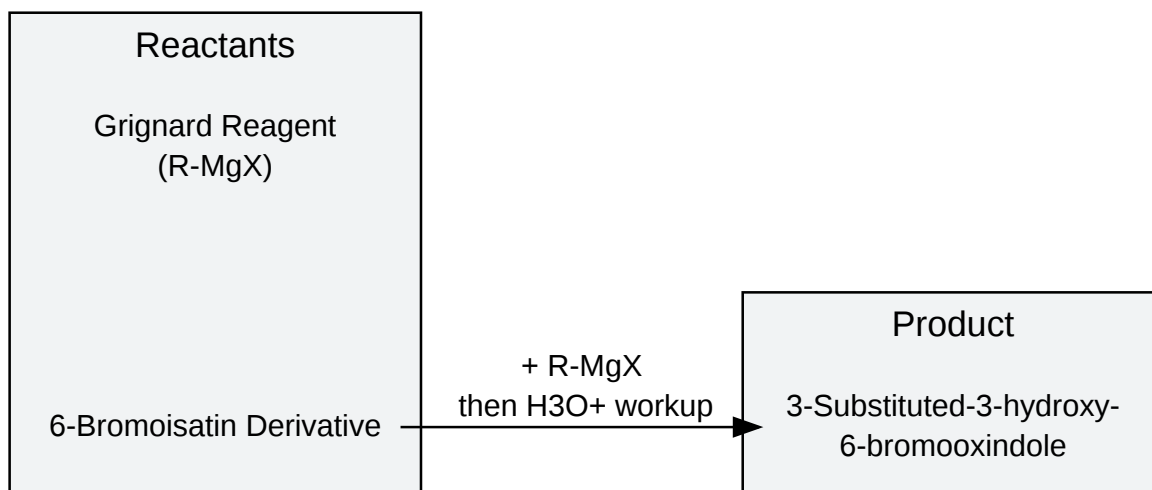 Reactants
Grignard Reagent
(R-MgX)
6-Bromoisatin Derivative
+ R-MgX
then H3O+ workup
Product
3-Substituted-3-hydroxy-
6-bromooxindole